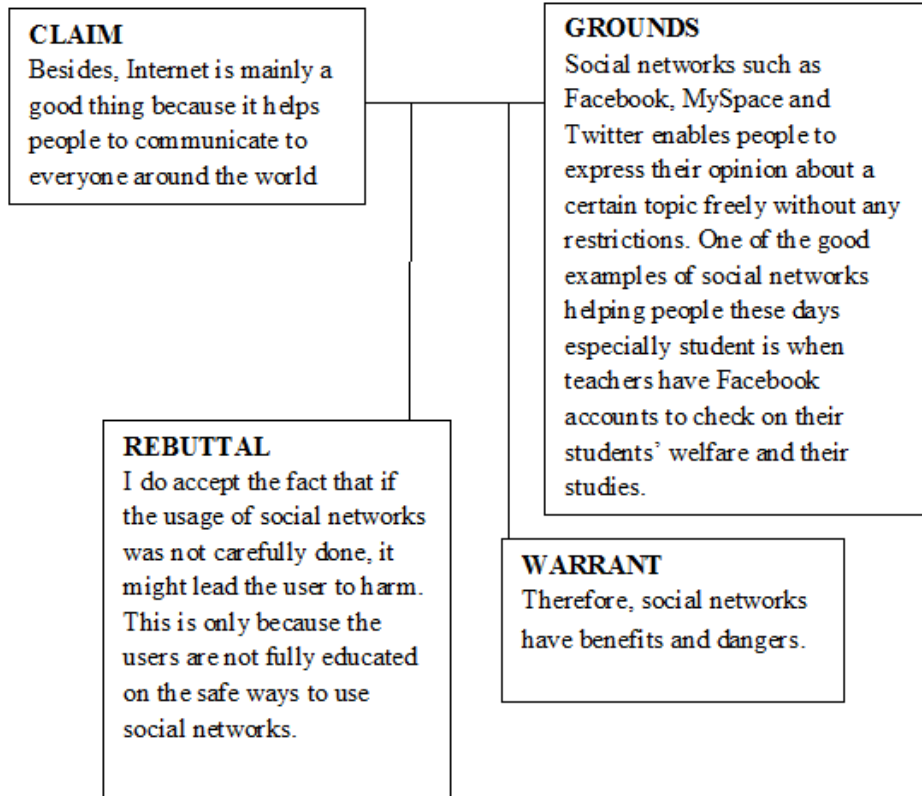 CLAIM
Besides, Internet is mainly a
good thing because it helps
people to communicate to
everyone around the world
GROUNDS
Social networks such as
Facebook, MySpace and
Twitter enables people to
express their opinion about a
certain topic freely without any
restrictions. One of the good
examples of social networks
helping people these days
especially student is when
teachers have Facebook
accounts to check on their
students’ welfare and their
studies.
REBUTTAL
I do accept the fact that if
the usage of social networks
was not carefully done, it
might lead the user to harm.
This is only because the
users are not fully educated
on the safe ways to use
social networks.
WARRANT
Therefore, social networks
have benefits and dangers.